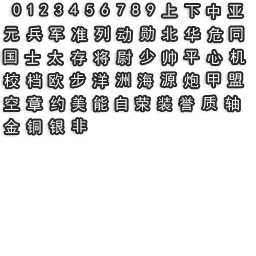 0 1 2 3 4 5 6 7 8 9 上 下 中 亚
元 兵 军 准 列 动 勋 北 华 危 同
国 士 太 存 将 尉 少 帅 平 心 机
校 档 欧 步 洋 洲 海 源 炮 甲 盟
空 章 约 美 能 自 荣 装 誉 质 轴
金 铜 银 非